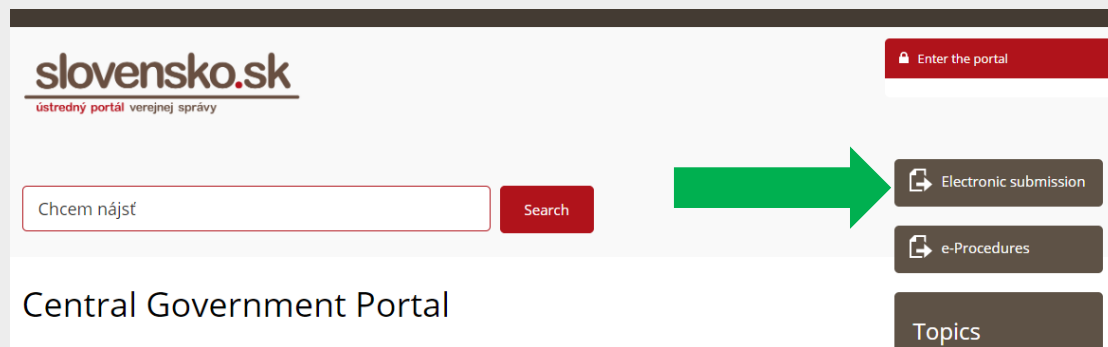 slovensko.sk
ústredný portál verejnej správy
Enter the portal
Electronic submission
Chcem nájsť
Search
e-Procedures
Central Government Portal
Topics